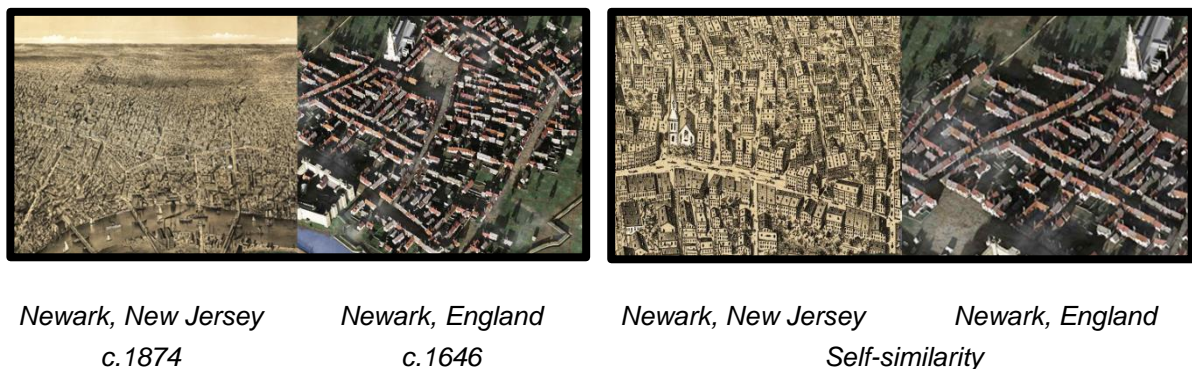 Newark, New Jersey Newark, England Newark, New Jersey Newark, England
c.1874 c.1646 Self-similarity